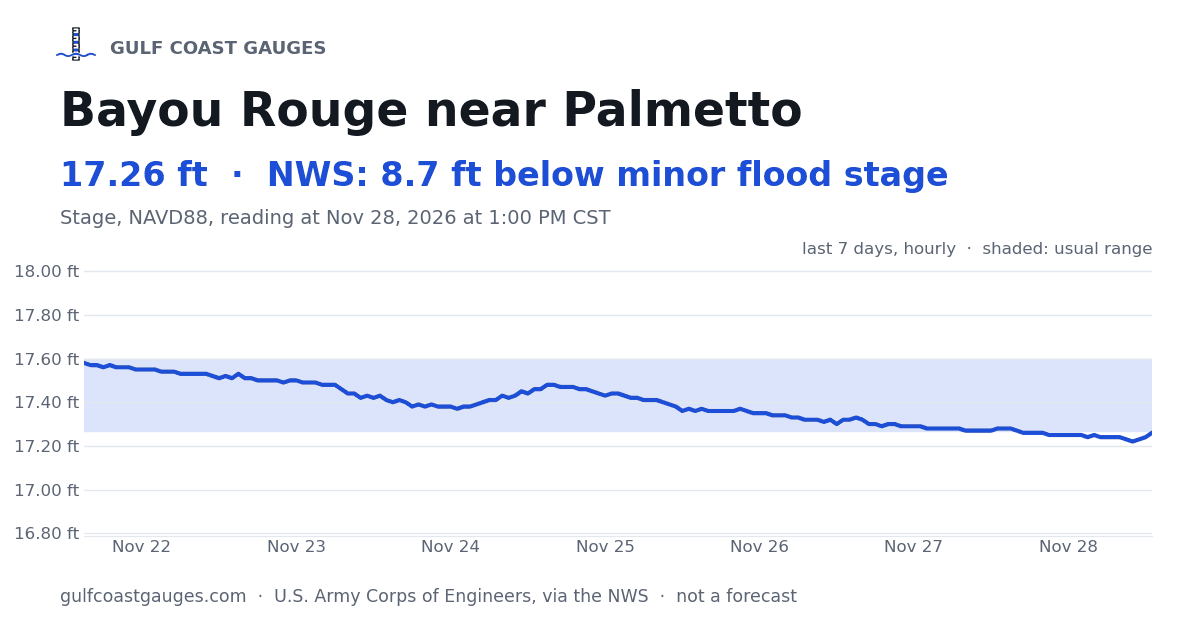 GULF COAST GAUGES
Bayou Rouge near Palmetto
17.26 ft · NWS: 8.7 ft below minor flood stage
Stage, NAVD88, reading at Nov 28, 2026 at 1:00 PM CST
last 7 days, hourly · shaded: usual range
18.00 ft
17.80 ft
17.60 ft
17.40 ft
17.20 ft
17.00 ft
16.80 ft
Nov 22 Nov 23 Nov 24 Nov 25 Nov 26 Nov 27 Nov 28
gulfcoastgauges.com · U.S. Army Corps of Engineers, via the NWS · not a forecast